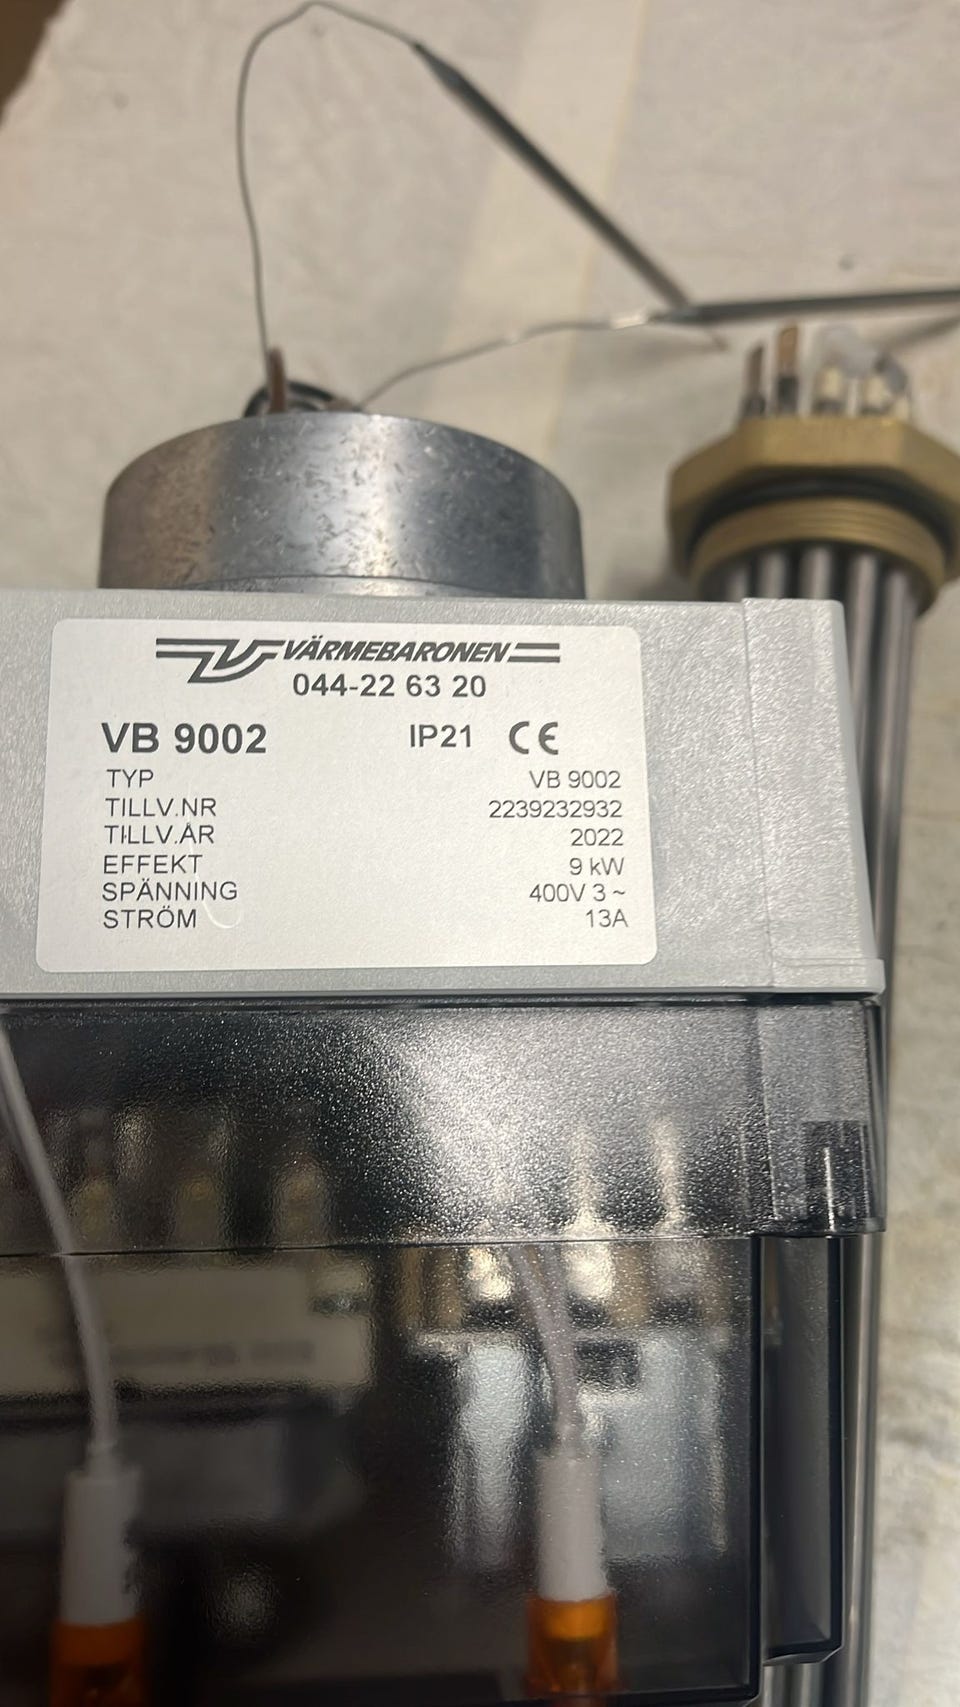 VÄRMEBARONEN
044-22 63 20
VB 9002 IP21 CE
TYP VB 9002
TILLV.NR 2239232932
TILLV.ÅR 2022
EFFEKT 9 kW
SPÄNNING 400V 3 ~
STRÖM 13A